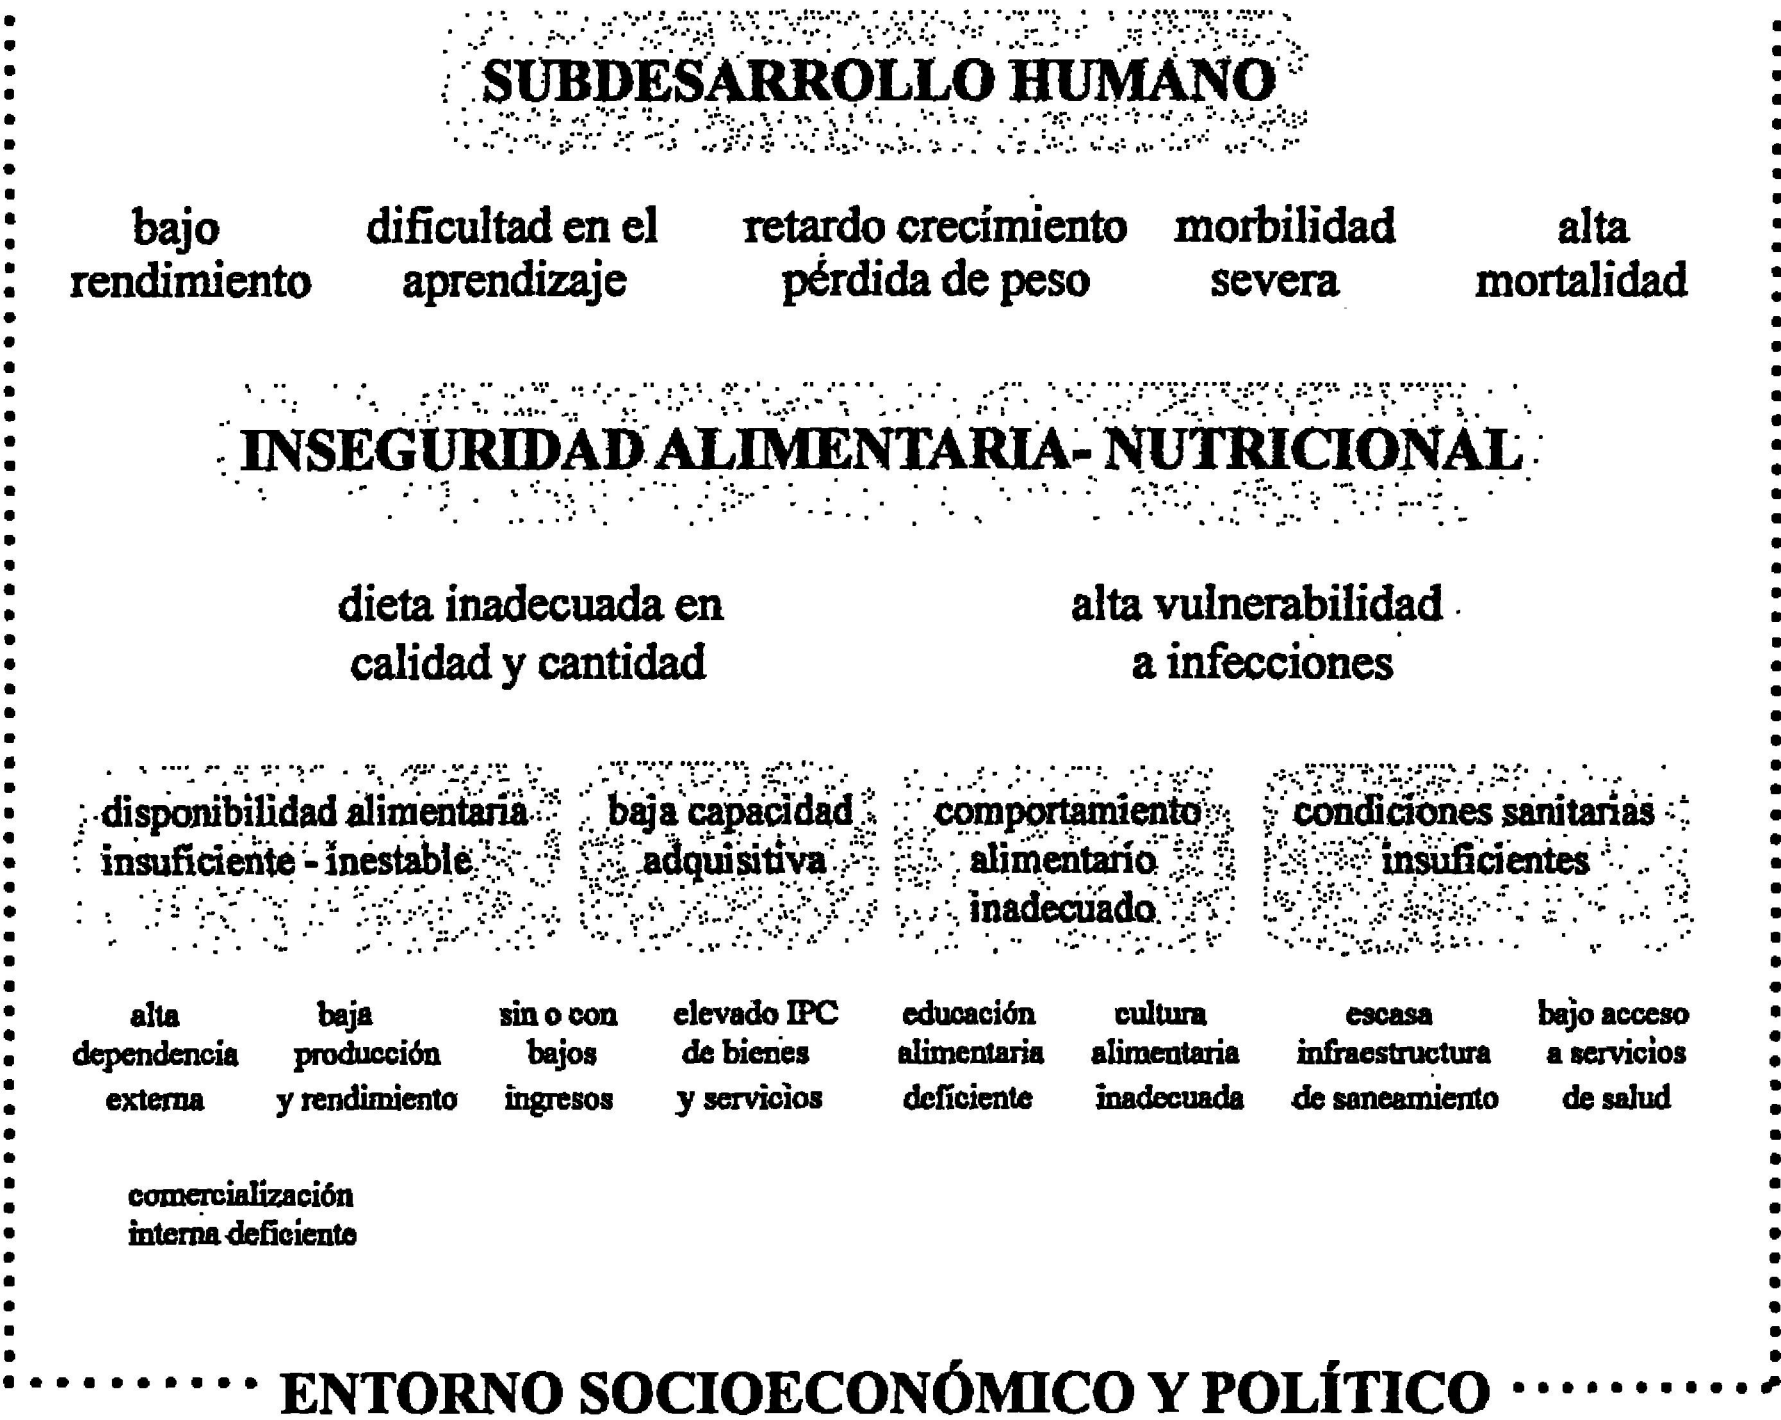 SUBDESARROLLO HUMANO
bajo
rendimiento
dificultad en el
aprendizaje
retardo crecimiento
pérdida de peso
morbilidad
severa
alta
mortalidad
INSEGURIDAD ALIMENTARIA- NUTRICIONAL
dieta inadecuada en
calidad y cantidad
alta vulnerabilidad
a infecciones
disponibilidad alimentaria
insuficiente - inestable
baja capacidad
adquisitiva
comportamiento
alimentario
inadecuado
condiciones sanitarias
insuficientes
alta
dependencia
externa
baja
producción
y rendimiento
sin o con
bajos
ingresos
elevado IPC
de bienes
y servicios
educación
alimentaria
deficiente
cultura
alimentaria
inadecuada
escasa
infraestructura
de saneamiento
bajo acceso
a servicios
de salud
comercialización
interna deficiente
ENTORNO SOCIOECONÓMICO Y POLÍTICO